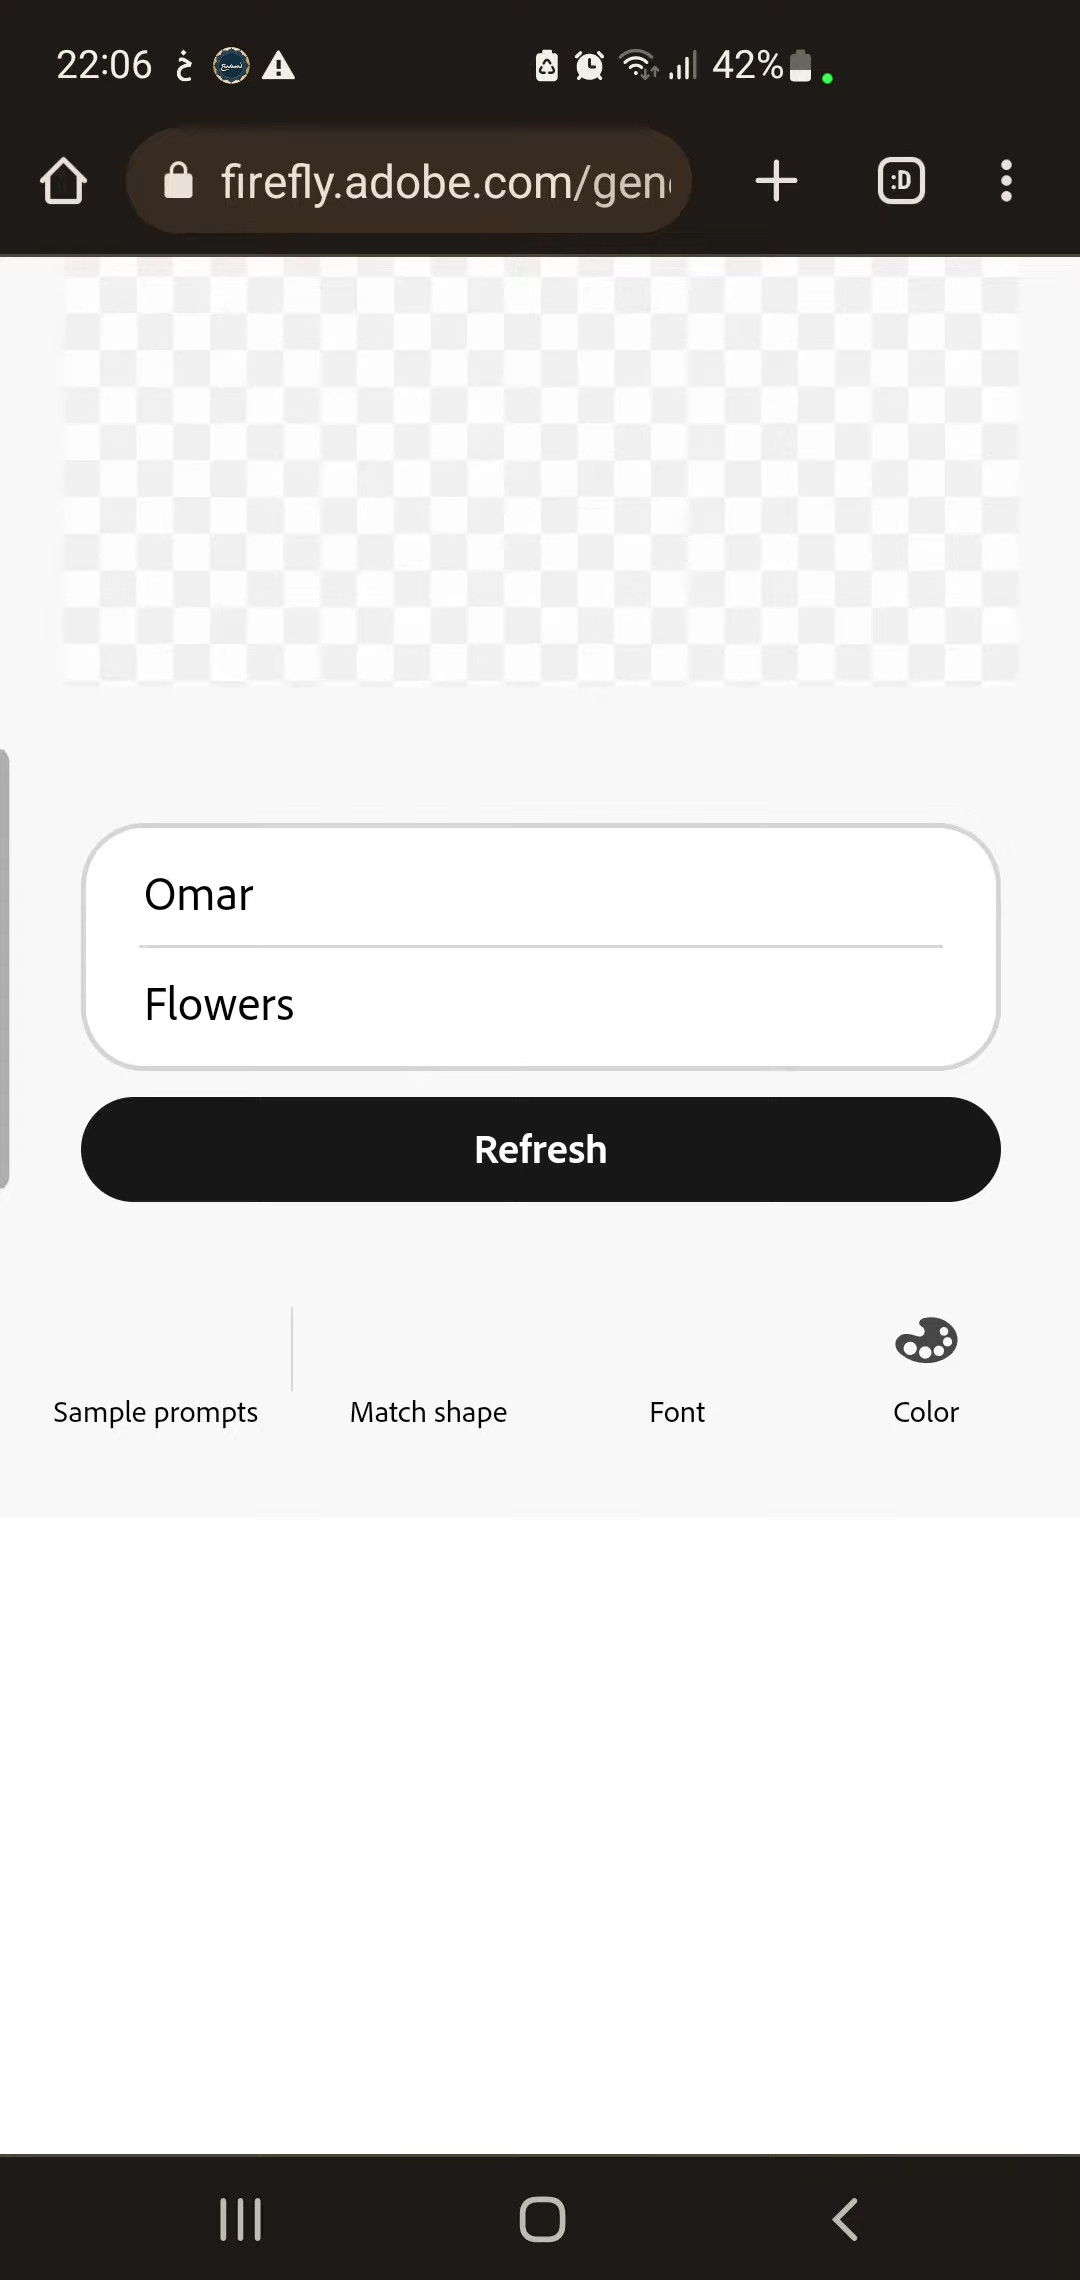 22:06 خ 42%
firefly.adobe.com/gen
:D
Omar
Flowers
Refresh
Sample prompts Match shape Font Color